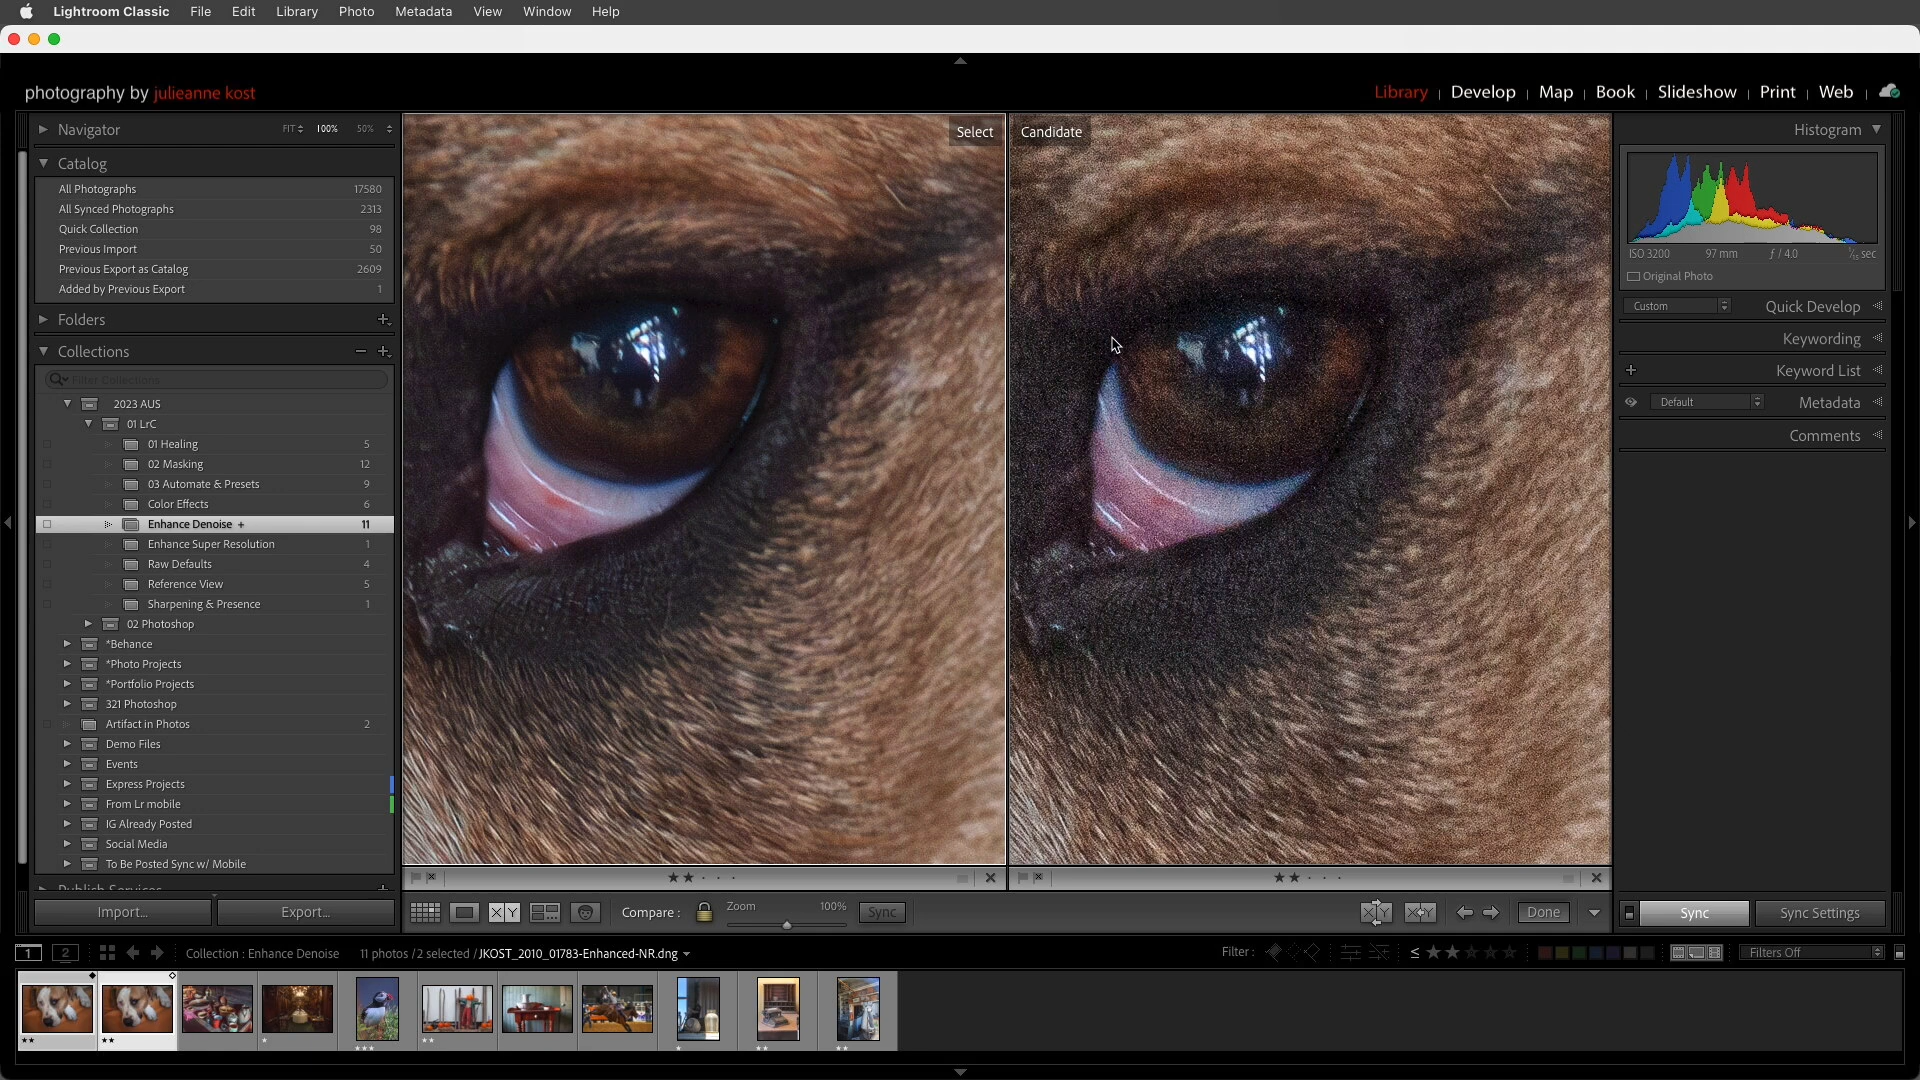 Lightroom Classic File Edit Library Photo Metadata View Window Help
photography by julieanne kost
Library | Develop | Map | Book | Slideshow | Print | Web
Navigator FIT 100% 50%
Catalog
All Photographs 17580
All Synced Photographs 2313
Quick Collection 98
Previous Import 50
Previous Export as Catalog 2609
Added by Previous Export 1
Folders
Collections
Filter Collections
2023 AUS
01 LrC
01 Healing 5
02 Masking 12
03 Automate & Presets 9
Color Effects 6
Enhance Denoise + 11
Enhance Super Resolution 1
Raw Defaults 4
Reference View 5
Sharpening & Presence 1
02 Photoshop
*Behance
*Photo Projects
*Portfolio Projects
321 Photoshop
Artifact in Photos 2
Demo Files
Events
Express Projects
From Lr mobile
IG Already Posted
Social Media
To Be Posted Sync w/ Mobile
Publish Services
Import... Export...
Select
Candidate
Histogram
ISO 3200 97 mm ƒ / 4.0 1/15 sec
Original Photo
Custom Quick Develop
Keywording
Keyword List
Default Metadata
Comments
XY Compare : Zoom 100% Sync
Done
Sync Sync Settings
1 2 Collection : Enhance Denoise 11 photos / 2 selected / JKOST_2010_01783-Enhanced-NR.dng
Filter : Filters Off